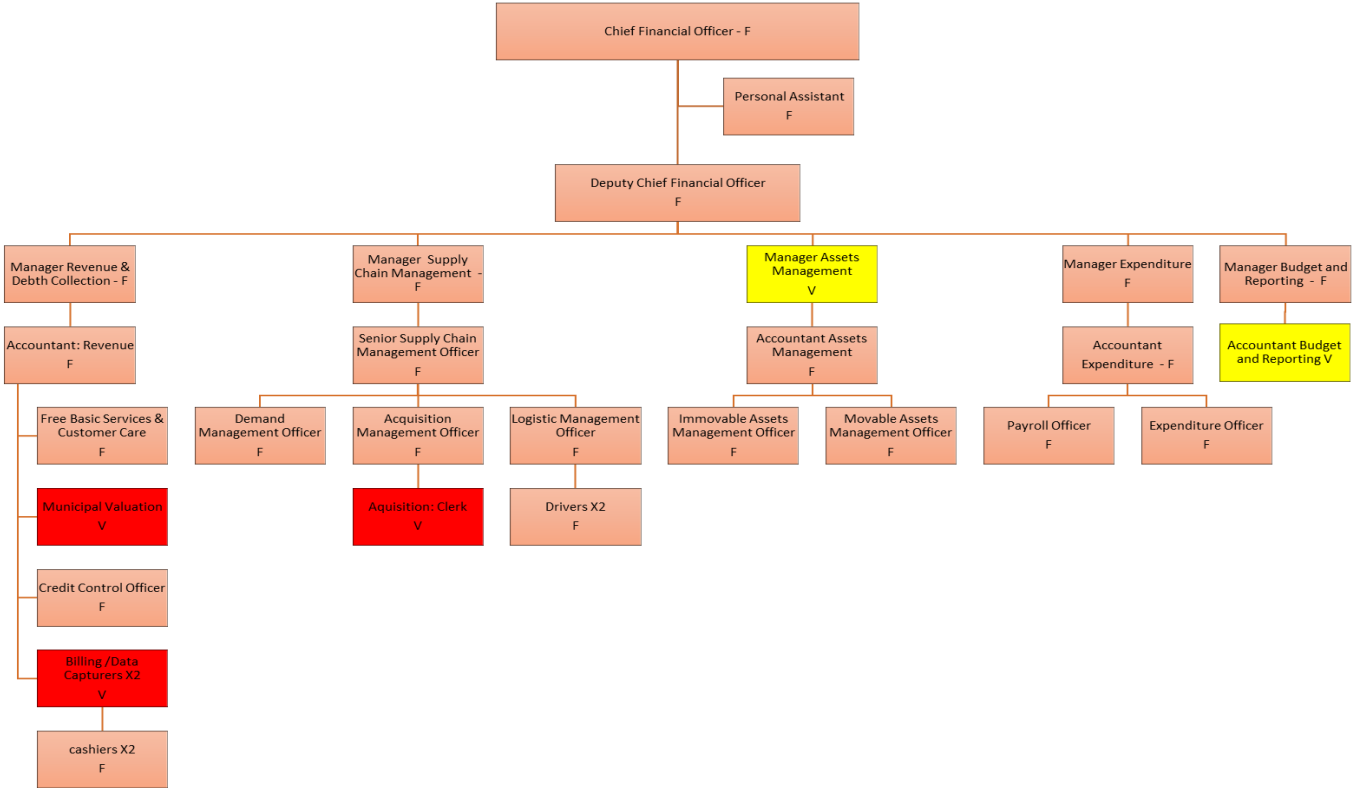 Chief Financial Officer - F
Personal Assistant
F
Deputy Chief Financial Officer
F
Manager Revenue &
Debth Collection - F
Manager Supply
Chain Management -
F
Manager Assets
Management
V
Manager Expenditure
F
Manager Budget and
Reporting - F
Accountant: Revenue
F
Senior Supply Chain
Management Officer
F
Accountant Assets
Management
F
Accountant
Expenditure - F
Accountant Budget
and Reporting V
Free Basic Services &
Customer Care
F
Demand
Management Officer
F
Acquisition
Management Officer
F
Logistic Management
Officer
F
Immovable Assets
Management Officer
F
Movable Assets
Management Officer
F
Payroll Officer
F
Expenditure Officer
F
Municipal Valuation
V
Aquisition: Clerk
V
Drivers X2
F
Credit Control Officer
F
Billing /Data
Capturers X2
V
cashiers X2
F